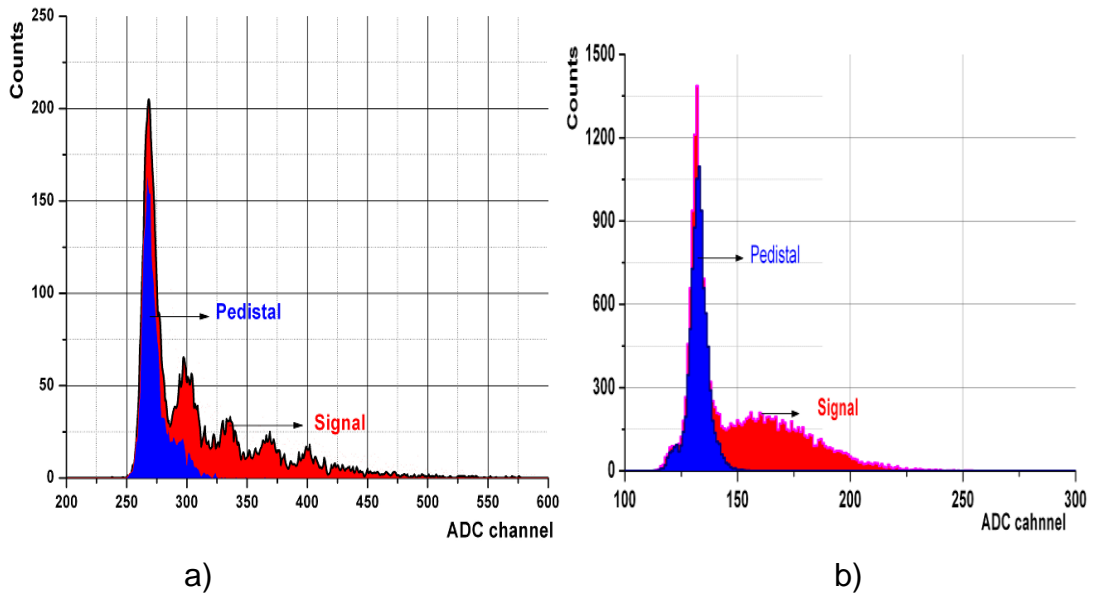 Counts
250
200
150
100
50
0
Pedistal
Signal
200 250 300 350 400 450 500 550 600
ADC channel
a)
Counts
1500
1200
900
600
300
0
Pedistal
Signal
100 150 200 250 300
ADC cahnnel
b)